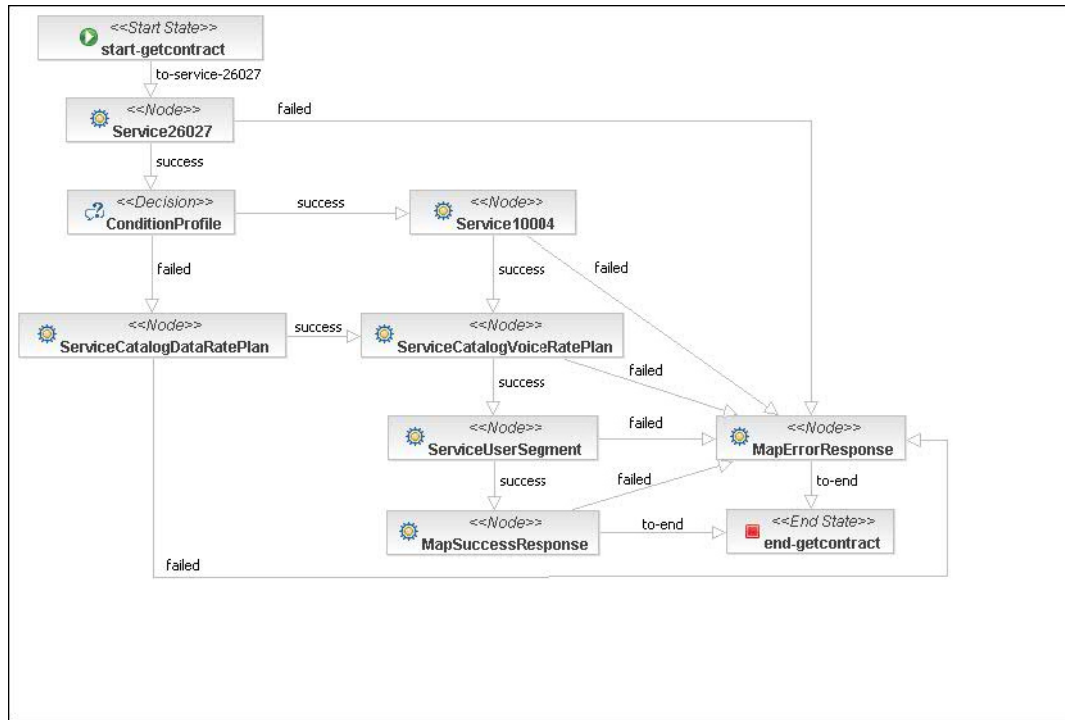 <<Start State>>
start-getcontract
to-service-26027
<<Node>>
Service26027
failed
success
<<Decision>>
ConditionProfile
success
<<Node>>
Service10004
failed
success
failed
<<Node>>
ServiceCatalogDataRatePlan
success
<<Node>>
ServiceCatalogVoiceRatePlan
failed
success
<<Node>>
ServiceUserSegment
failed
<<Node>>
MapErrorResponse
success
failed
to-end
<<Node>>
MapSuccessResponse
to-end
<<End State>>
end-getcontract
failed